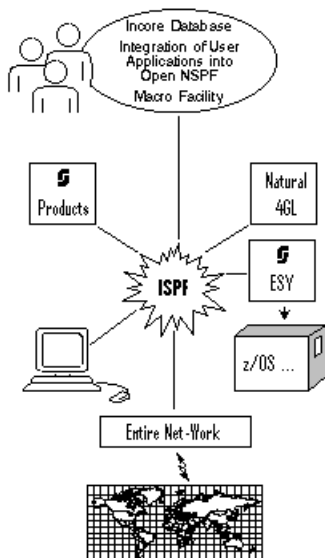 Incore Database
Integration of User
Applications into
Open NSPF
Macro Facility
Products
Natural
4GL
ISPF
ESY
z/OS ...
Entire Net-Work